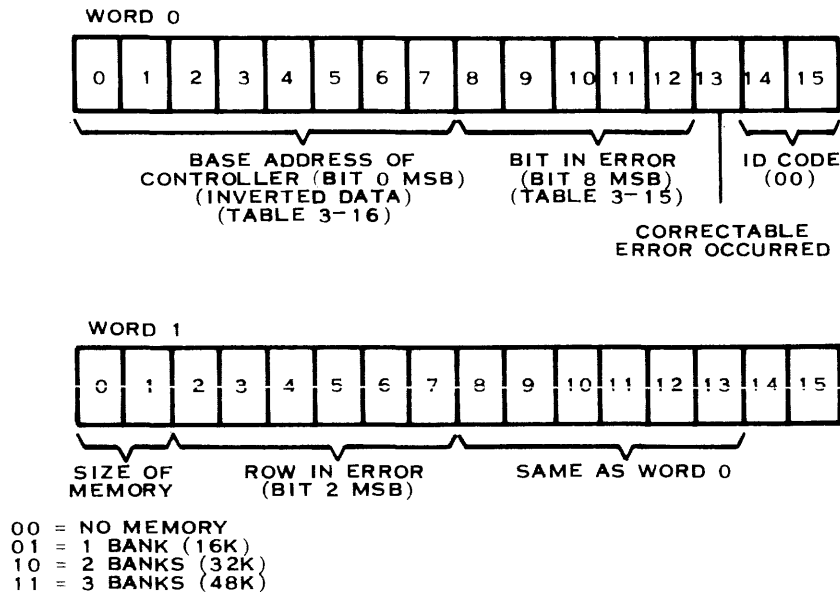 WORD 0
0 1 2 3 4 5 6 7 8 9 10 11 12 13 14 15
BASE ADDRESS OF
CONTROLLER (BIT 0 MSB)
(INVERTED DATA)
(TABLE 3-16)
BIT IN ERROR
(BIT 8 MSB)
(TABLE 3-15)
ID CODE
(00)
CORRECTABLE
ERROR OCCURRED
WORD 1
0 1 2 3 4 5 6 7 8 9 10 11 12 13 14 15
SIZE OF
MEMORY
ROW IN ERROR
(BIT 2 MSB)
SAME AS WORD 0
00 = NO MEMORY
01 = 1 BANK (16K)
10 = 2 BANKS (32K)
11 = 3 BANKS (48K)